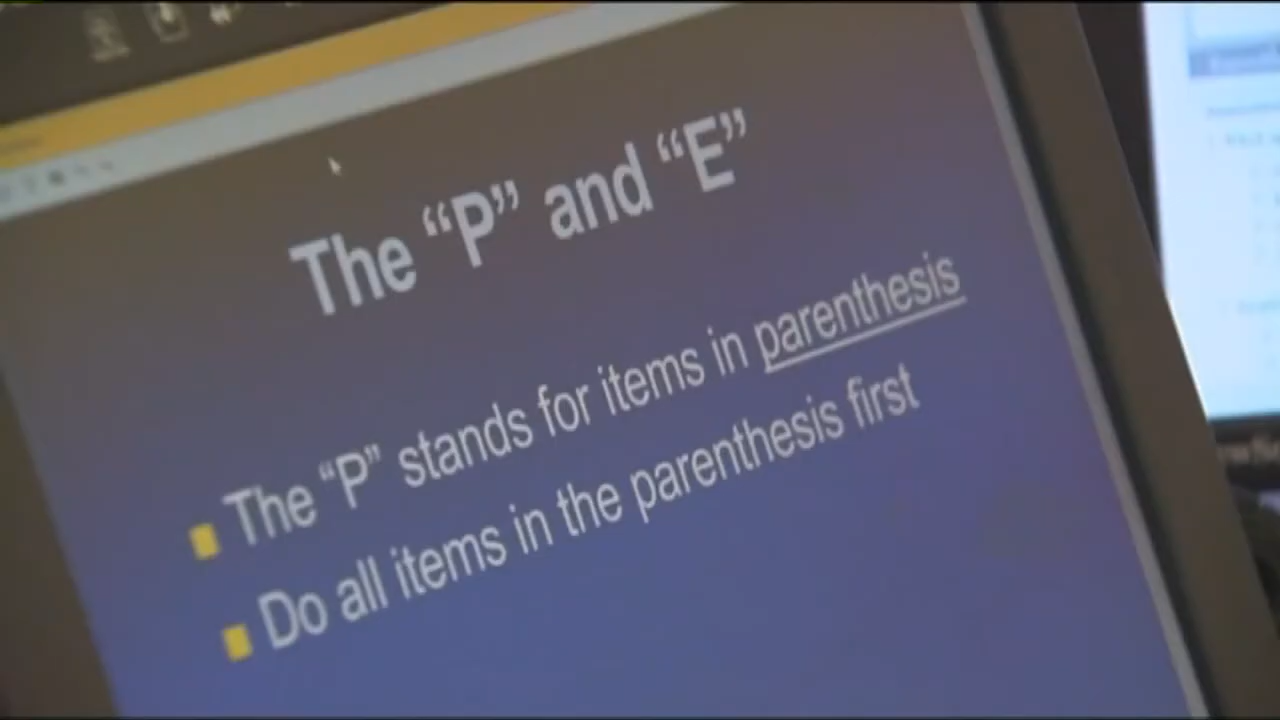 The “P” and “E”
The “P” stands for items in parenthesis
Do all items in the parenthesis first